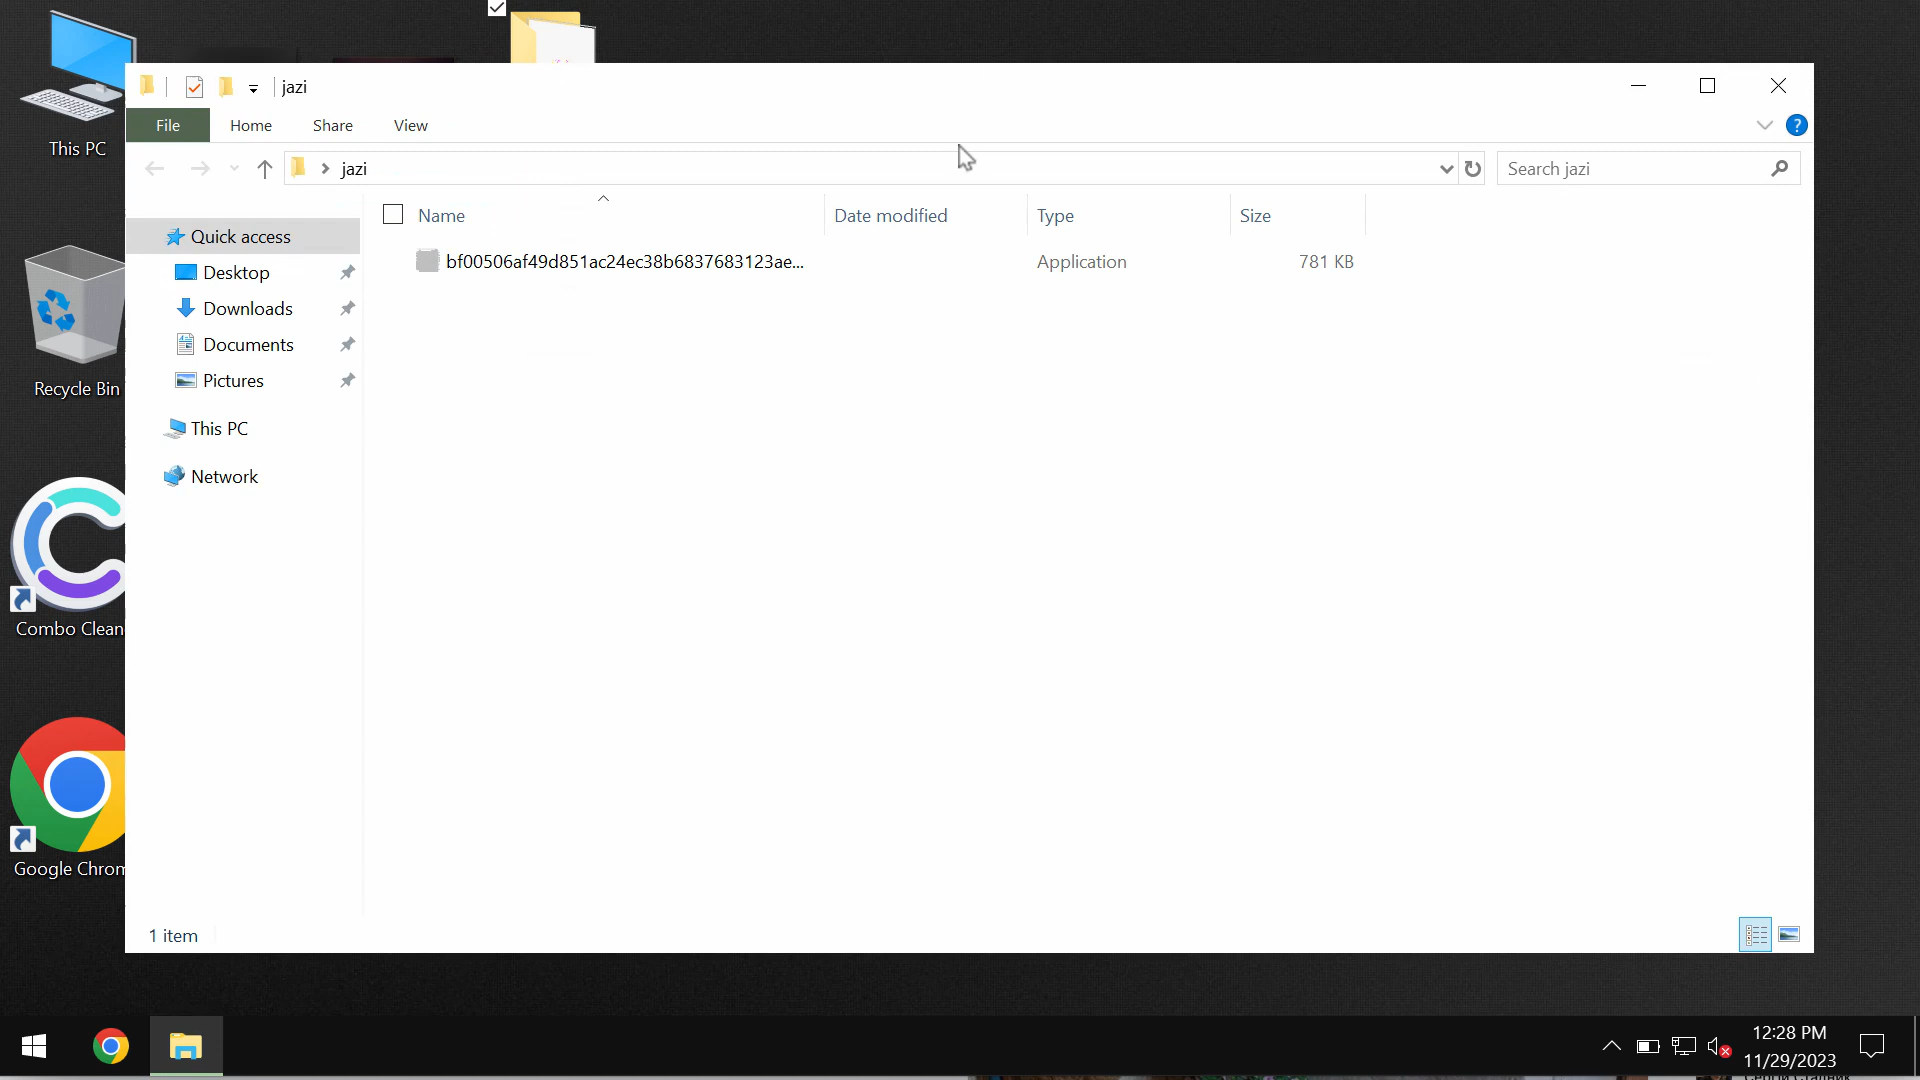 jazi
File Home Share View
?
jazi
Search jazi
This PC
Name Date modified Type Size
Quick access
bf00506af49d851ac24ec38b6837683123ae... Application 781 KB
Desktop
Downloads
Documents
Pictures
Recycle Bin
This PC
Network
Combo Clean
Google Chrom
1 item
12:28 PM
11/29/2023